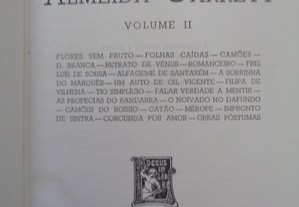 ALMEIDA GARRETT
VOLUME II
FLORES SEM FRUTO — FOLHAS CAÍDAS — CAMÕES —
D. BRANCA — RETRATO DE VÉNUS — ROMANCEIRO — FREI
LUÍS DE SOUSA — ALFAGEME DE SANTARÉM — A SOBRINHA
DO MARQUÊS — UM AUTO DE GIL VICENTE — FILIPA DE
VILHENA — TIO SIMPLÍCIO — FALAR VERDADE A MENTIR —
AS PROFECIAS DO BANDARRA — O NOIVADO NO DAFUNDO
— CAMÕES DO ROSSIO — CATÃO — MÉROPE — IMPROMPTO
DE SINTRA — CORCUNDA POR AMOR — OBRAS PÓSTUMAS